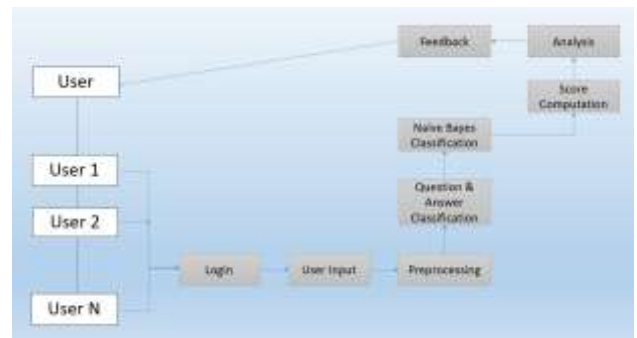 Feedback
Analysis
User
Score
Computation
Naive Bayes
Classification
User 1
Question &
Answer
Classification
User 2
Login
User Input
Preprocessing
User N